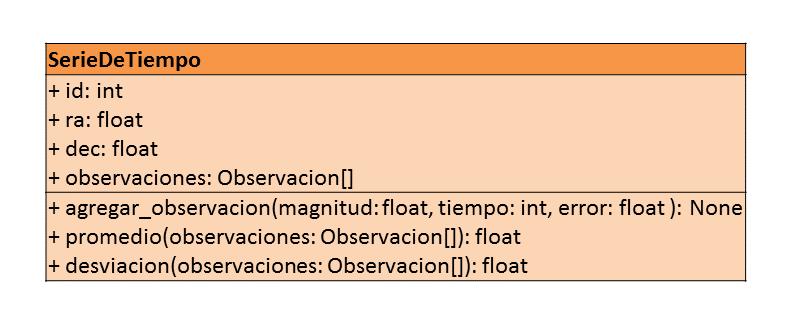 SerieDeTiempo
+ id: int
+ ra: float
+ dec: float
+ observaciones: Observacion[]
+ agregar_observacion(magnitud: float, tiempo: int, error: float ): None
+ promedio(observaciones: Observacion[]): float
+ desviacion(observaciones: Observacion[]): float